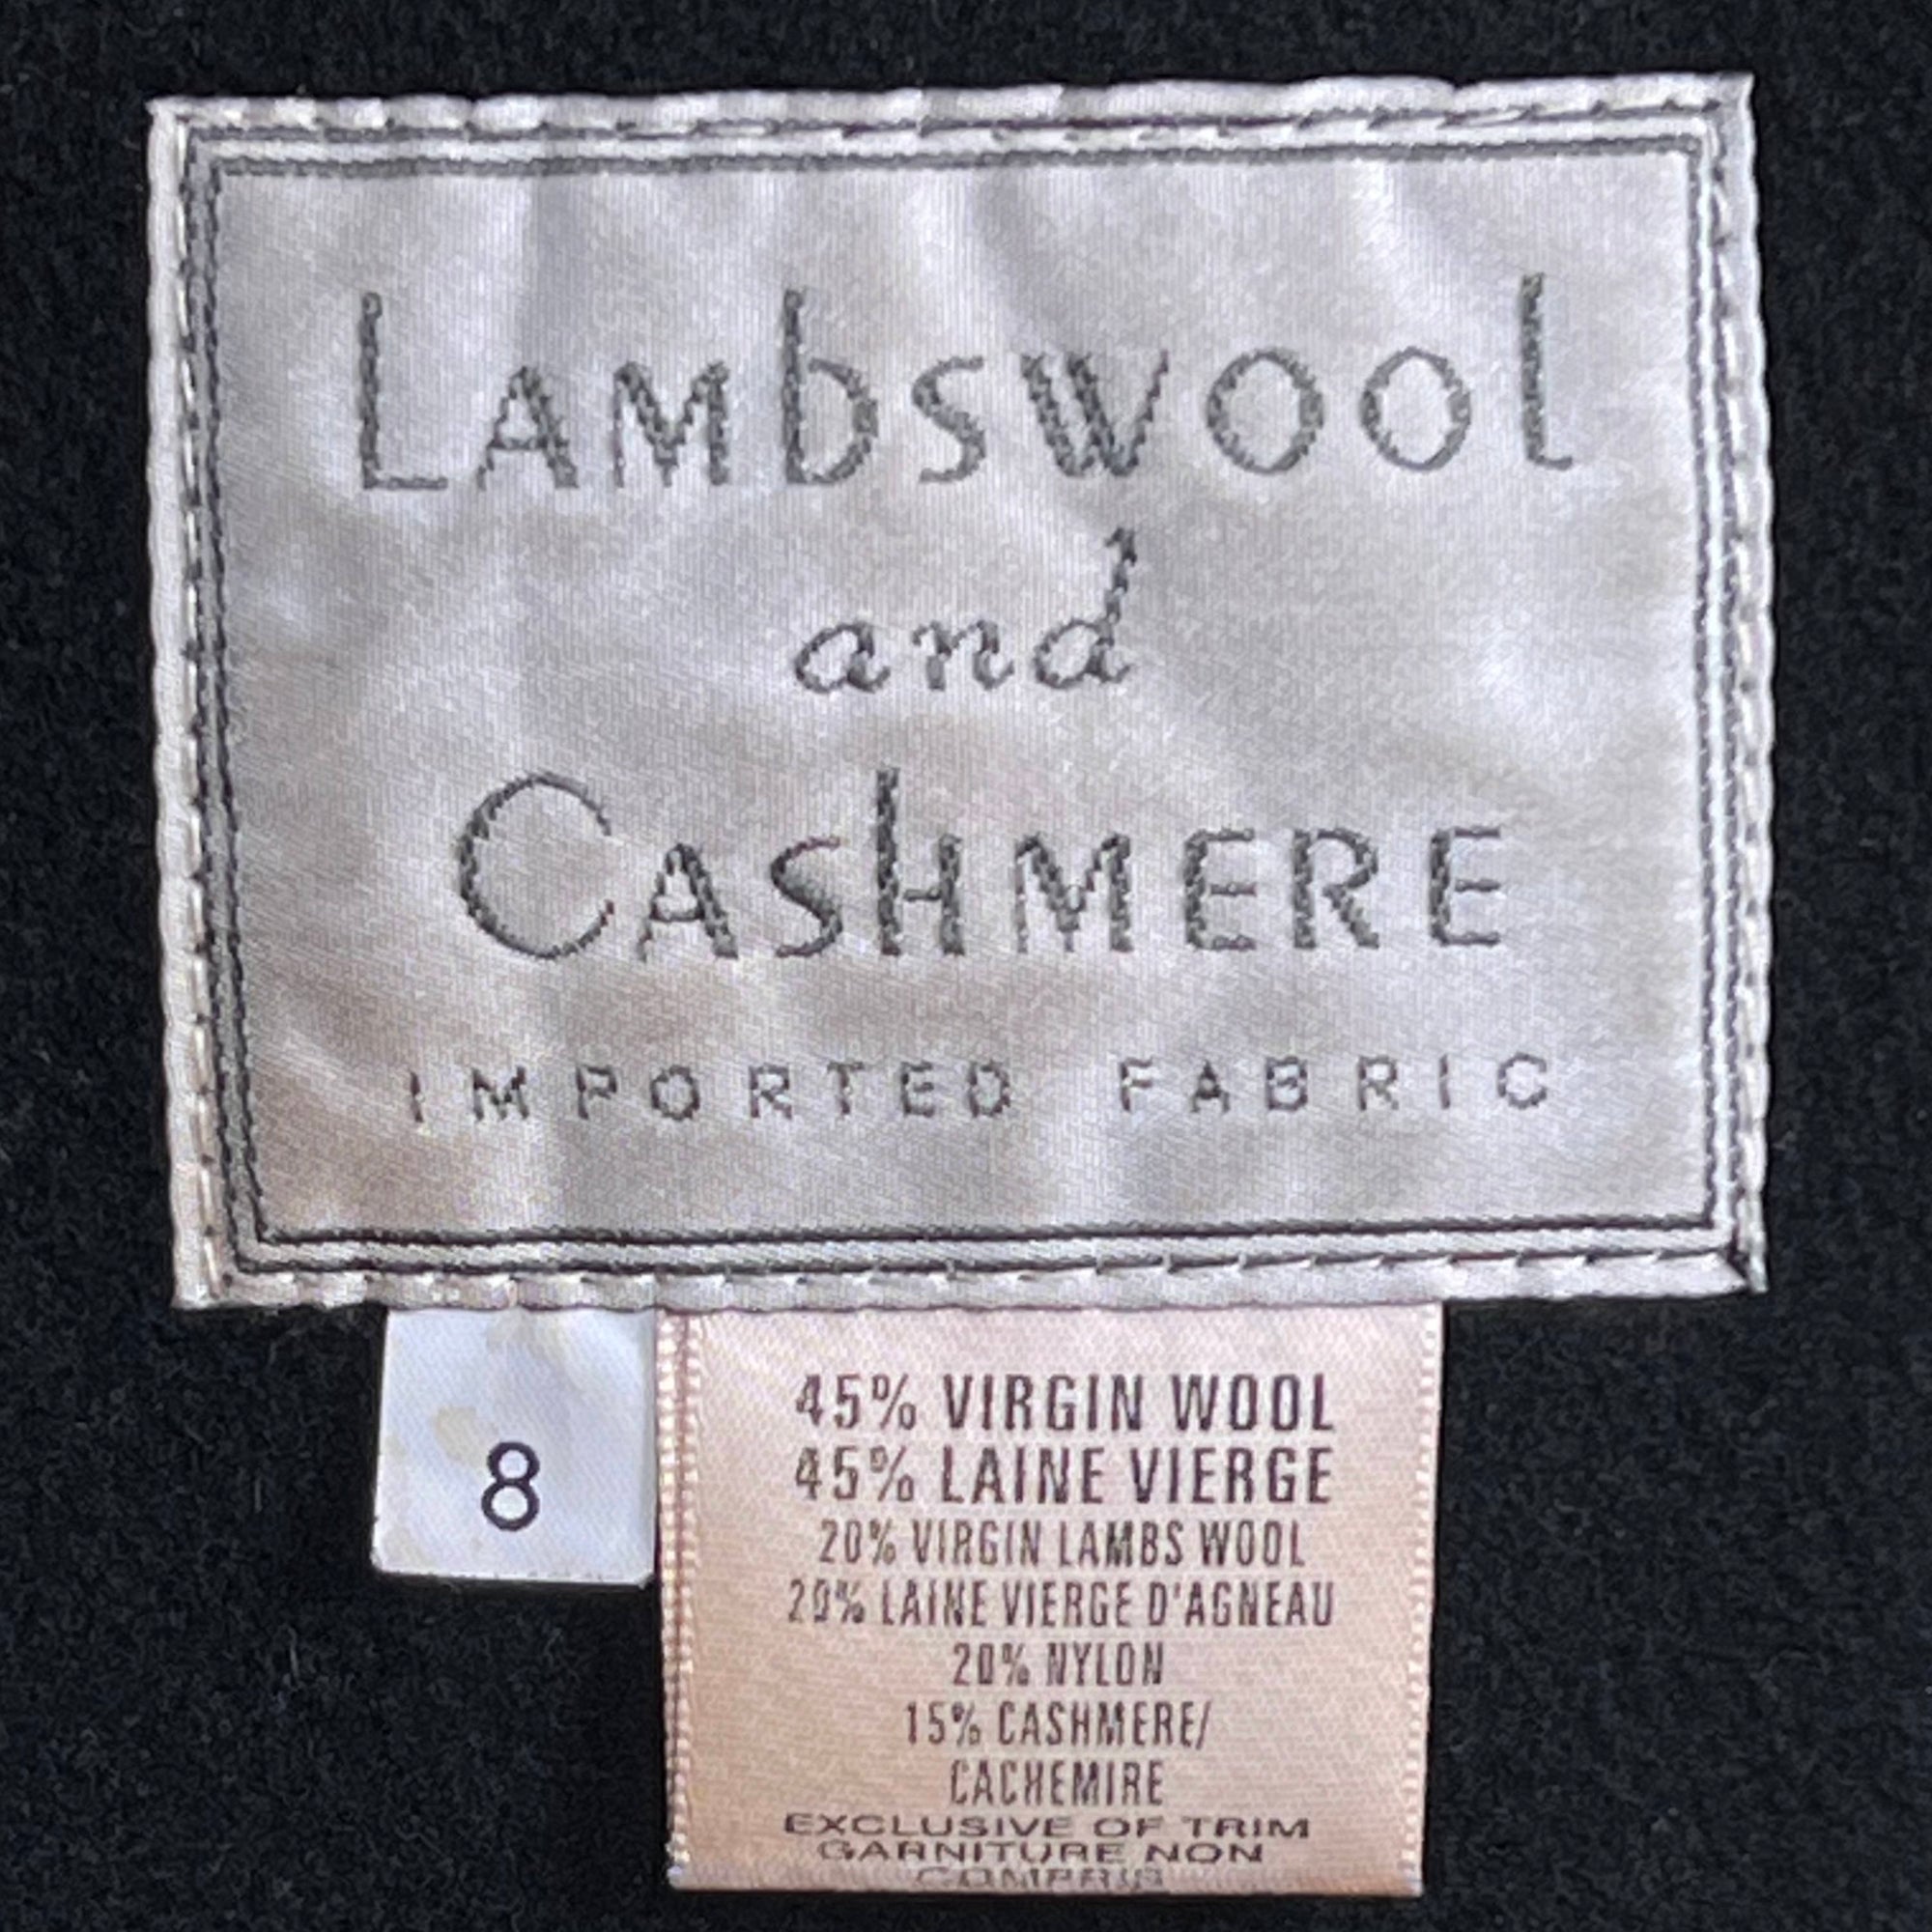 Lambswool
and
Cashmere
IMPORTED FABRIC
8
45% VIRGIN WOOL
45% LAINE VIERGE
20% VIRGIN LAMBS WOOL
20% LAINE VIERGE D'AGNEAU
20% NYLON
15% CASHMERE/
CACHEMIRE
EXCLUSIVE OF TRIM
GARNITURE NON
COMPRIS